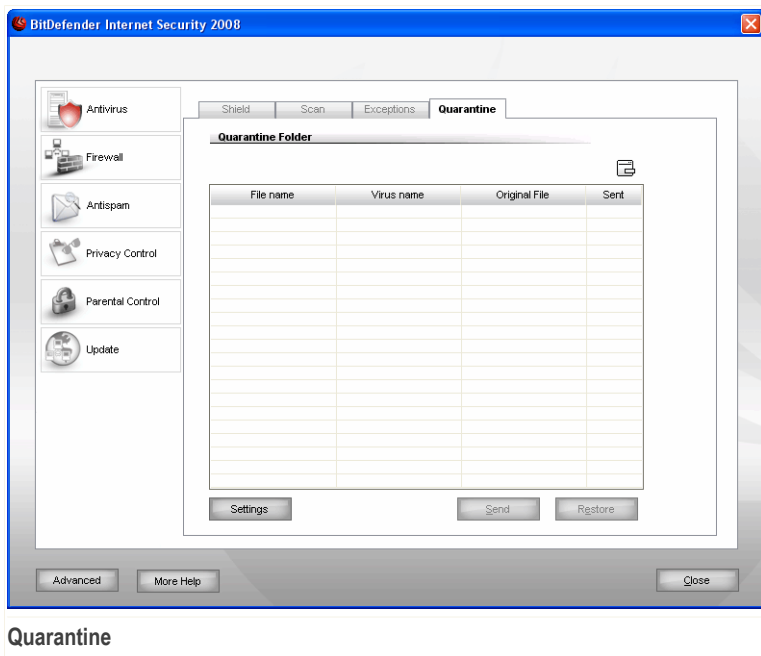 BitDefender Internet Security 2008
Antivirus
Firewall
Antispam
Privacy Control
Parental Control
Update
Shield Scan Exceptions Quarantine
Quarantine Folder
File name Virus name Original File Sent
Settings Send Restore
Advanced More Help Close
Quarantine